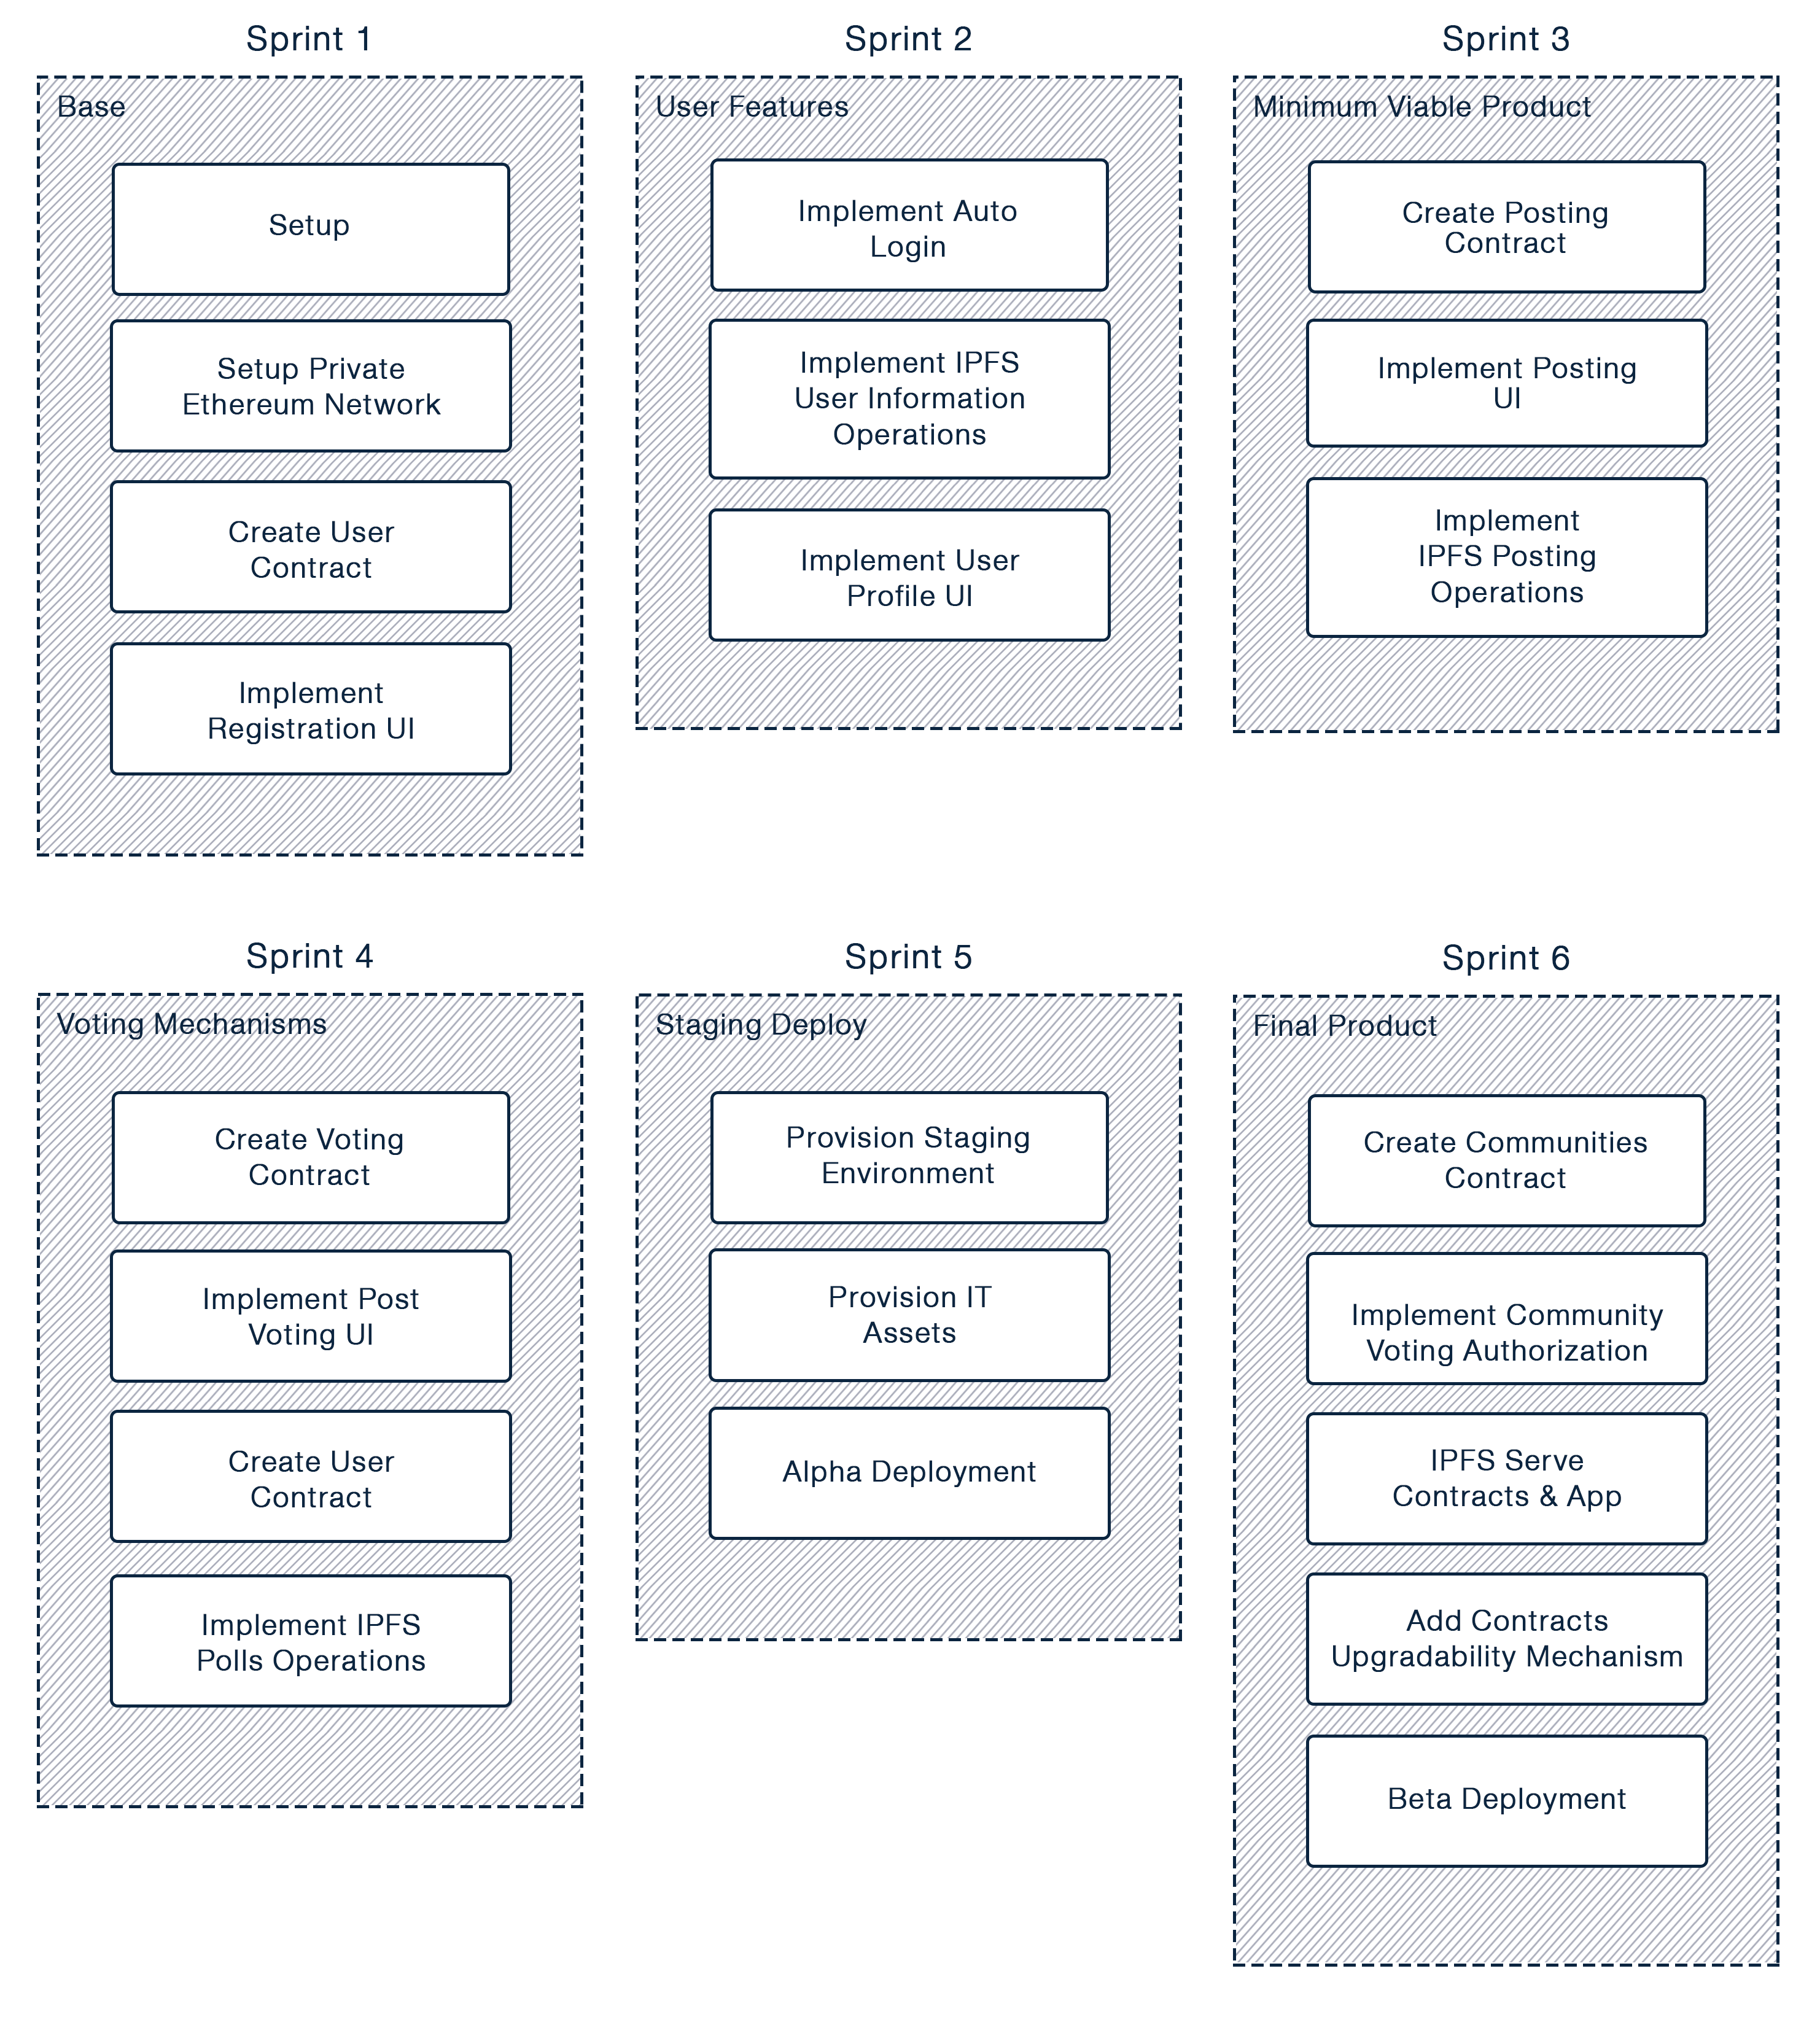 Sprint 1
Base
Setup
Setup Private
Ethereum Network
Create User
Contract
Implement
Registration UI
Sprint 2
User Features
Implement Auto
Login
Implement IPFS
User Information
Operations
Implement User
Profile UI
Sprint 3
Minimum Viable Product
Create Posting
Contract
Implement Posting
UI
Implement
IPFS Posting
Operations
Sprint 4
Voting Mechanisms
Create Voting
Contract
Implement Post
Voting UI
Create User
Contract
Implement IPFS
Polls Operations
Sprint 5
Staging Deploy
Provision Staging
Environment
Provision IT
Assets
Alpha Deployment
Sprint 6
Final Product
Create Communities
Contract
Implement Community
Voting Authorization
IPFS Serve
Contracts & App
Add Contracts
Upgradability Mechanism
Beta Deployment